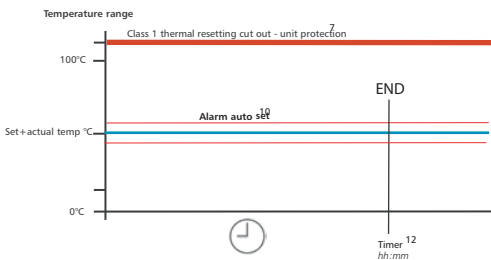 Temperature range
Class 1 thermal resetting cut out - unit protection 7
100°C
END
Alarm auto set 10
Set+actual temp °C
0°C
Timer 12
hh:mm